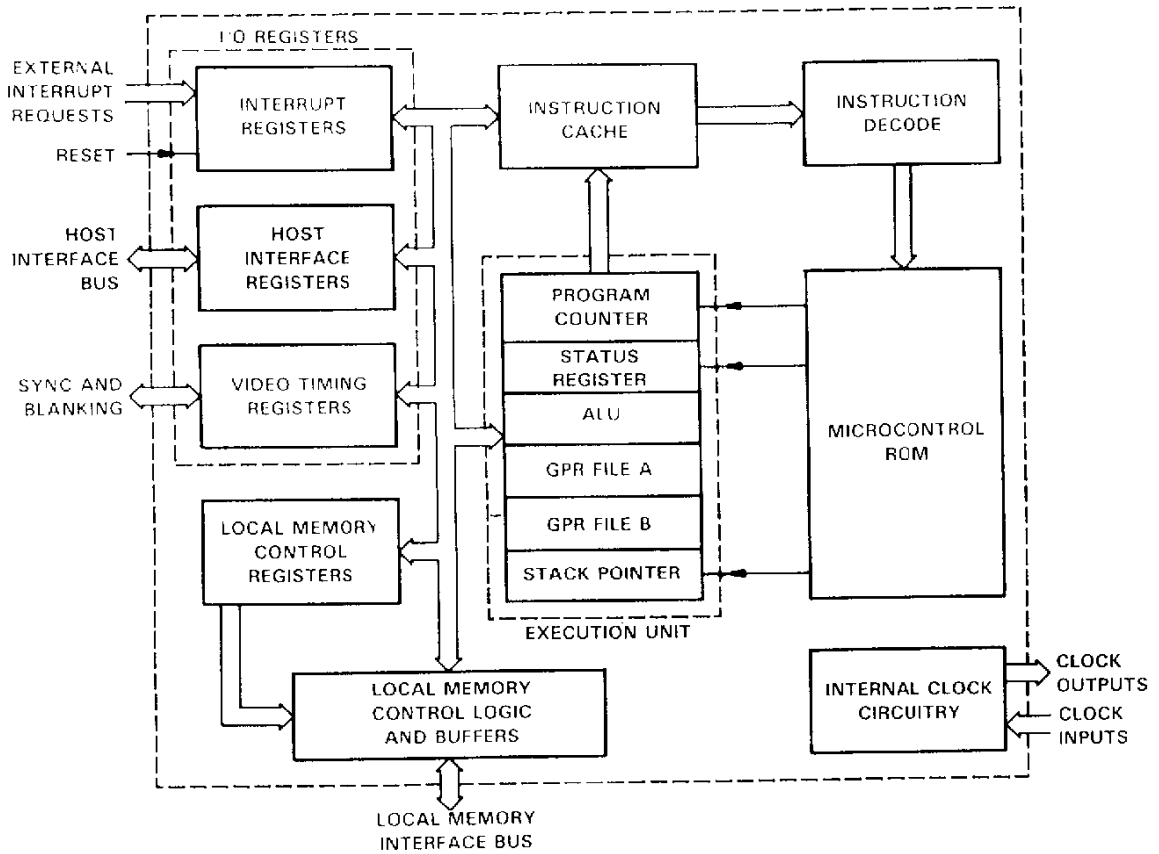 I/O REGISTERS
EXTERNAL
INTERRUPT
REQUESTS
RESET
INTERRUPT
REGISTERS
INSTRUCTION
CACHE
INSTRUCTION
DECODE
HOST
INTERFACE
BUS
HOST
INTERFACE
REGISTERS
SYNC AND
BLANKING
VIDEO TIMING
REGISTERS
PROGRAM
COUNTER
STATUS
REGISTER
ALU
GPR FILE A
GPR FILE B
STACK POINTER
EXECUTION UNIT
MICROCONTROL
ROM
LOCAL MEMORY
CONTROL
REGISTERS
LOCAL MEMORY
CONTROL LOGIC
AND BUFFERS
INTERNAL CLOCK
CIRCUITRY
CLOCK
OUTPUTS
CLOCK
INPUTS
LOCAL MEMORY
INTERFACE BUS